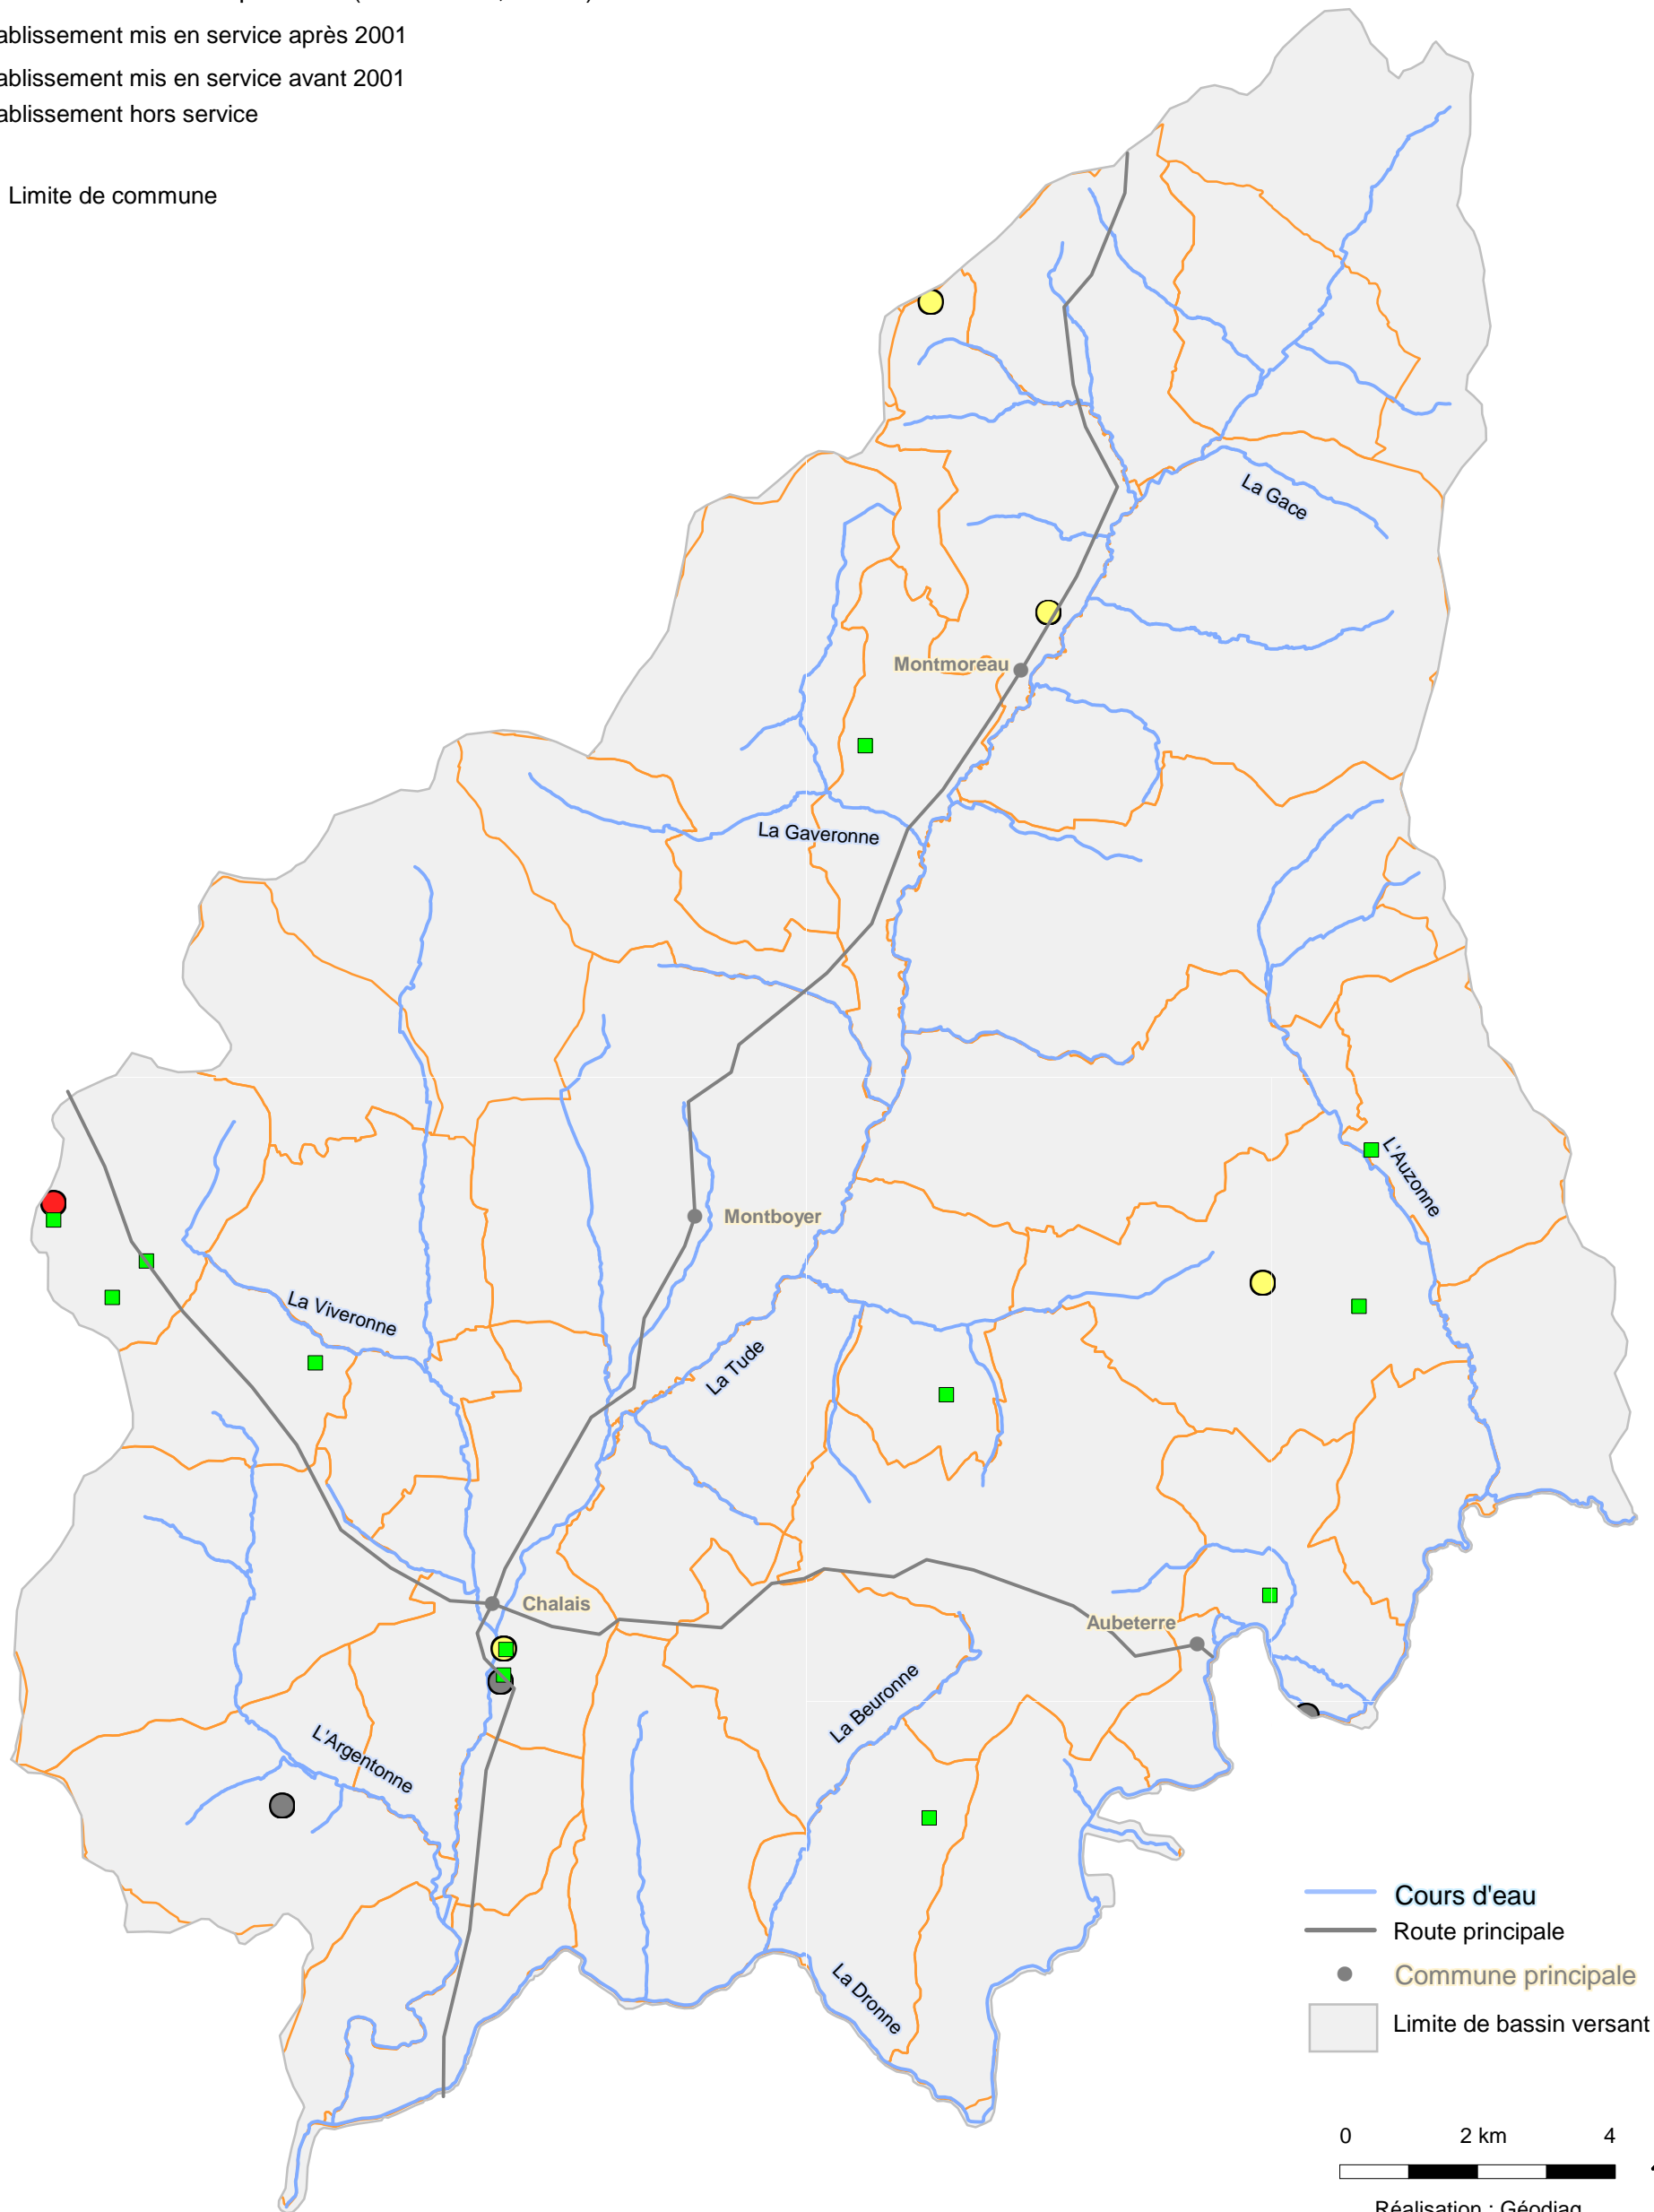 ablissement mis en service après 2001
ablissement mis en service avant 2001
ablissement hors service
Limite de commune
La Gace
Montmoreau
La Gaveronne
L'Auzonne
Montboyer
La Viveronne
La Tude
Chalais
Aubeterre
La Beuronne
L'Argentonne
La Dronne
Cours d'eau
Route principale
Commune principale
Limite de bassin versant
0 2 km 4
Réalisation : Géodiag